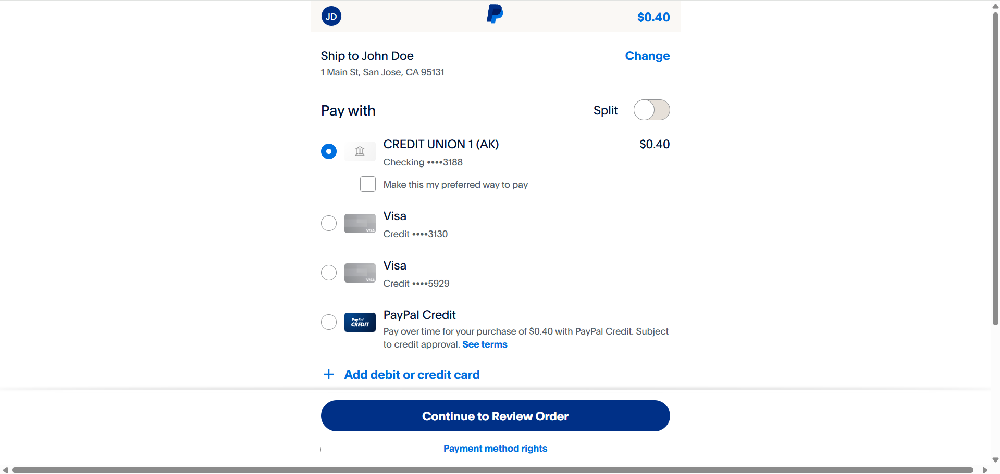 JD
$0.40
Ship to John Doe
Change
1 Main St, San Jose, CA 95131
Pay with
Split
CREDIT UNION 1 (AK)
$0.40
Checking ••••3188
Make this my preferred way to pay
Visa
VISA
Credit ••••3130
Visa
VISA
Credit ••••5929
PayPal Credit
PayPal
CREDIT
Pay over time for your purchase of $0.40 with PayPal Credit. Subject
to credit approval. See terms
+ Add debit or credit card
Continue to Review Order
Payment method rights